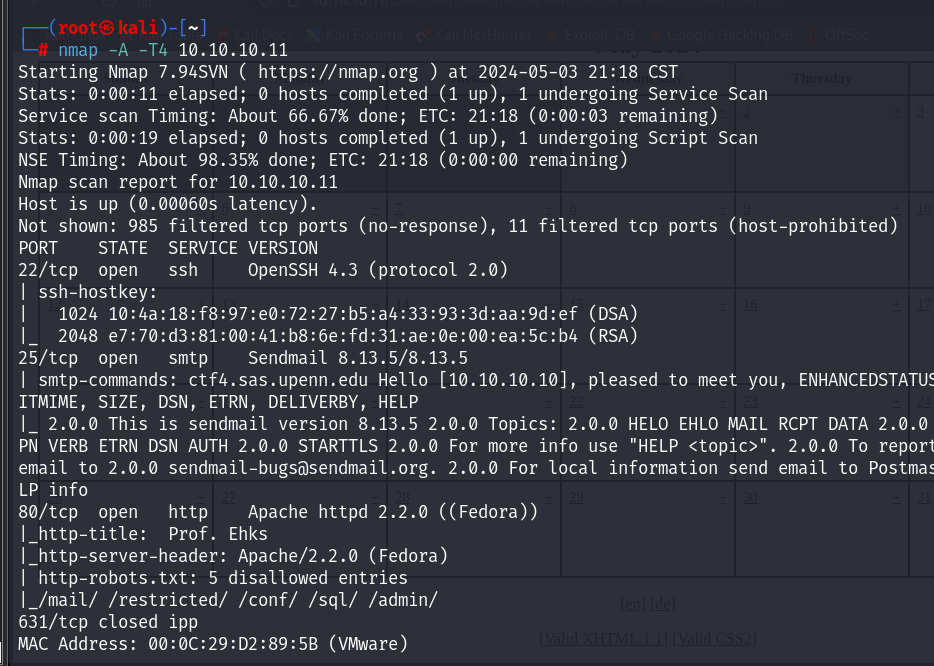 ┌──(root㉿kali)-[~]
└─# nmap -A -T4 10.10.10.11
Starting Nmap 7.94SVN ( https://nmap.org ) at 2024-05-03 21:18 CST
Stats: 0:00:11 elapsed; 0 hosts completed (1 up), 1 undergoing Service Scan
Service scan Timing: About 66.67% done; ETC: 21:18 (0:00:03 remaining)
Stats: 0:00:19 elapsed; 0 hosts completed (1 up), 1 undergoing Script Scan
NSE Timing: About 98.35% done; ETC: 21:18 (0:00:00 remaining)
Nmap scan report for 10.10.10.11
Host is up (0.00060s latency).
Not shown: 985 filtered tcp ports (no-response), 11 filtered tcp ports (host-prohibited)
PORT    STATE  SERVICE VERSION
22/tcp  open   ssh     OpenSSH 4.3 (protocol 2.0)
| ssh-hostkey:
|   1024 10:4a:18:f8:97:e0:72:27:b5:a4:33:93:3d:aa:9d:ef (DSA)
|_  2048 e7:70:d3:81:00:41:b8:6e:fd:31:ae:0e:00:ea:5c:b4 (RSA)
25/tcp  open   smtp    Sendmail 8.13.5/8.13.5
| smtp-commands: ctf4.sas.upenn.edu Hello [10.10.10.10], pleased to meet you, ENHANCEDSTATUS
ITMIME, SIZE, DSN, ETRN, DELIVERBY, HELP
|_ 2.0.0 This is sendmail version 8.13.5 2.0.0 Topics: 2.0.0 HELO EHLO MAIL RCPT DATA 2.0.0
PN VERB ETRN DSN AUTH 2.0.0 STARTTLS 2.0.0 For more info use "HELP <topic>". 2.0.0 To report
email to 2.0.0 sendmail-bugs@sendmail.org. 2.0.0 For local information send email to Postmas
LP info
80/tcp  open   http    Apache httpd 2.2.0 ((Fedora))
|_http-title:  Prof. Ehks
|_http-server-header: Apache/2.2.0 (Fedora)
| http-robots.txt: 5 disallowed entries
|_/mail/ /restricted/ /conf/ /sql/ /admin/
[en] [de]
631/tcp closed ipp
[Valid XHTML 1.1] [Valid CSS2]
MAC Address: 00:0C:29:D2:89:5B (VMware)